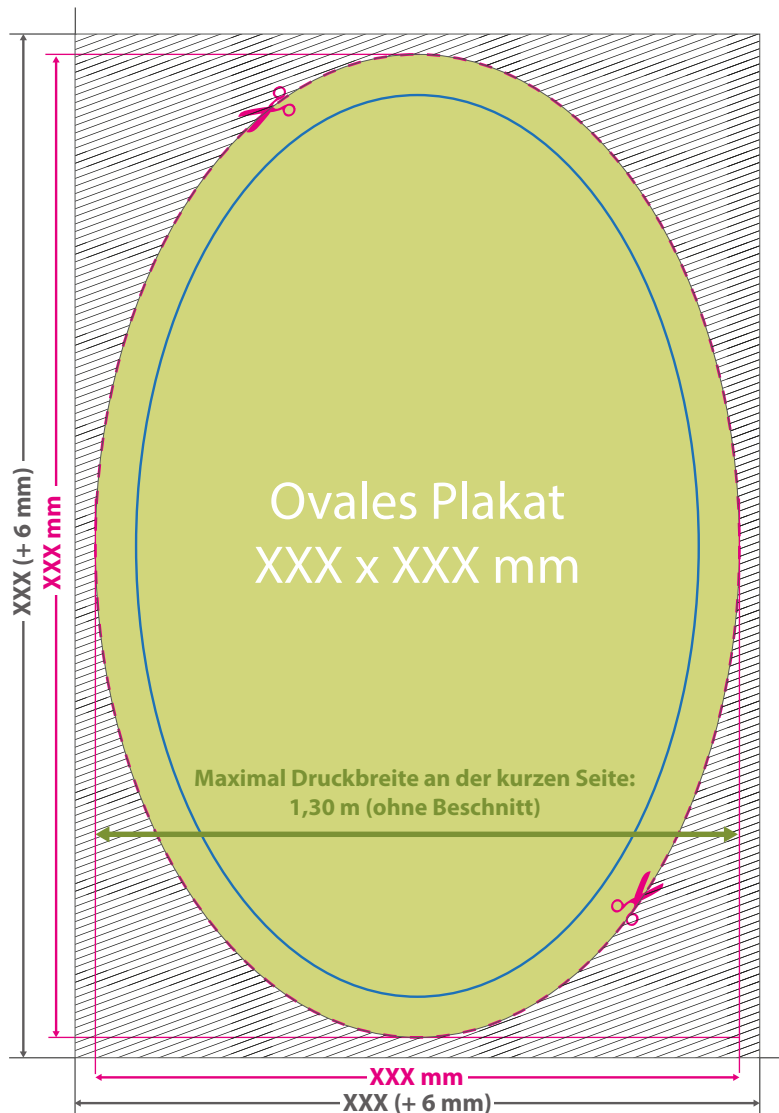 XXX (+ 6 mm)
XXX mm
Ovales Plakat
XXX x XXX mm
Maximal Druckbreite an der kurzen Seite:
1,30 m (ohne Beschnitt)
XXX mm
XXX (+ 6 mm)